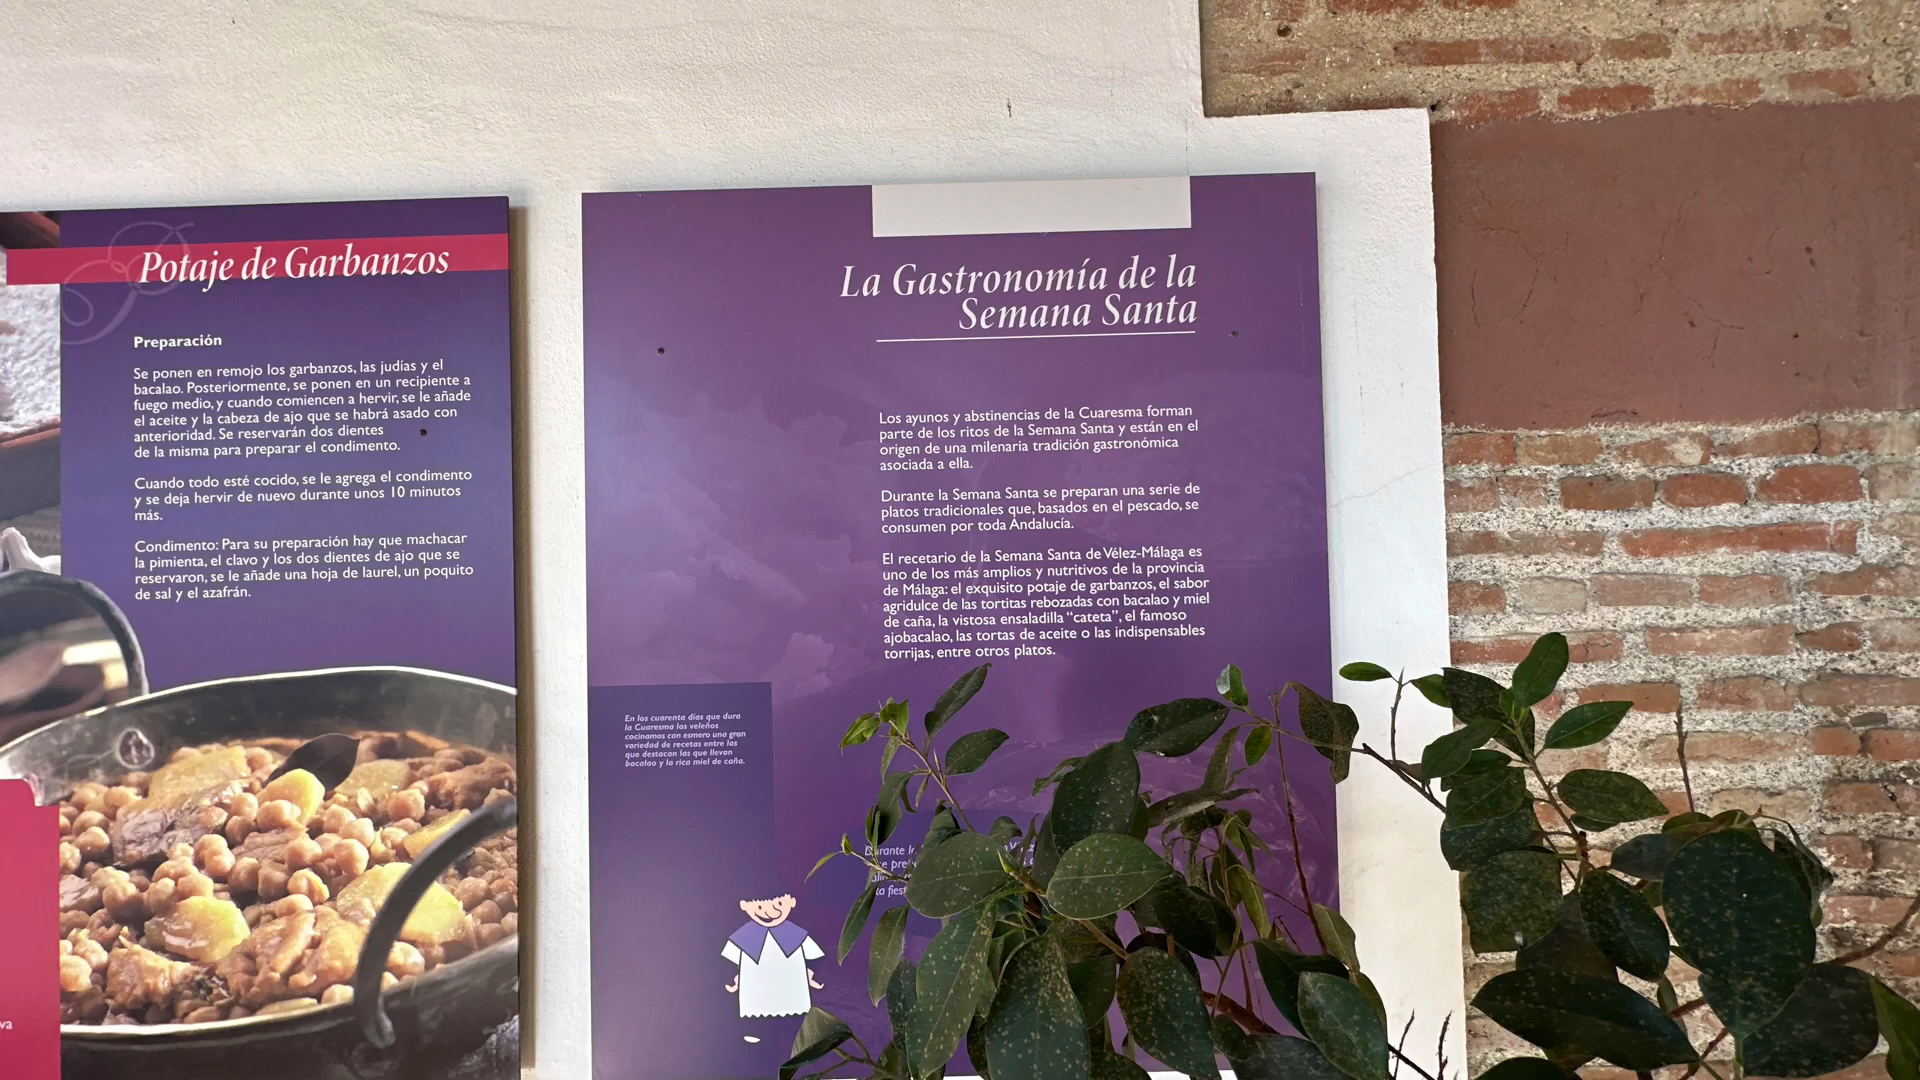 Potaje de Garbanzos
Preparación
Se ponen en remojo los garbanzos, las judías y el
bacalao. Posteriormente, se ponen en un recipiente a
fuego medio, y cuando comiencen a hervir, se le añade
el aceite y la cabeza de ajo que se habrá asado con
anterioridad. Se reservarán dos dientes
de la misma para preparar el condimento.
Cuando todo esté cocido, se le agrega el condimento
y se deja hervir de nuevo durante unos 10 minutos
más.
Condimento: Para su preparación hay que machacar
la pimienta, el clavo y los dos dientes de ajo que se
reservaron, se le añade una hoja de laurel, un poquito
de sal y el azafrán.
va
La Gastronomía de la
Semana Santa
Los ayunos y abstinencias de la Cuaresma forman
parte de los ritos de la Semana Santa y están en el
origen de una milenaria tradición gastronómica
asociada a ella.
Durante la Semana Santa se preparan una serie de
platos tradicionales que, basados en el pescado, se
consumen por toda Andalucía.
El recetario de la Semana Santa de Vélez-Málaga es
uno de los más amplios y nutritivos de la provincia
de Málaga: el exquisito potaje de garbanzos, el sabor
agridulce de las tortitas rebozadas con bacalao y miel
de caña, la vistosa ensaladilla “cateta”, el famoso
ajobacalao, las tortas de aceite o las indispensables
torrijas, entre otros platos.
En los cuarenta días que dura
la Cuaresma los veleños
cocinamos con esmero una gran
variedad de recetas entre las
que destacan las que llevan
bacalao y la rica miel de caña.
Durante